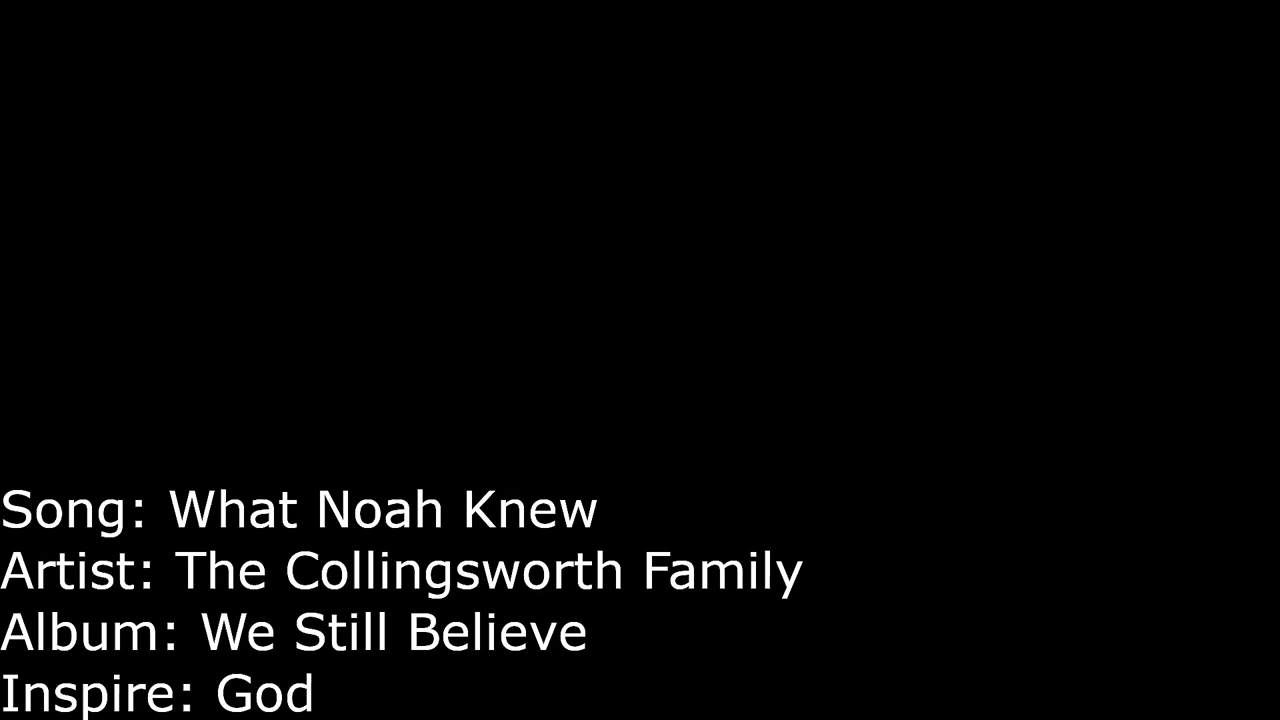 Song: What Noah Knew
Artist: The Collingsworth Family
Album: We Still Believe
Inspire: God